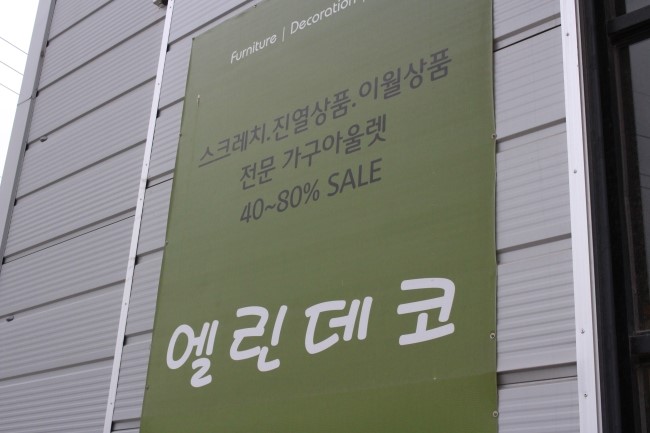 Furniture | Decoration |
스크레치.진열상품.이월상품
전문 가구아울렛
40~80% SALE
엘린데코